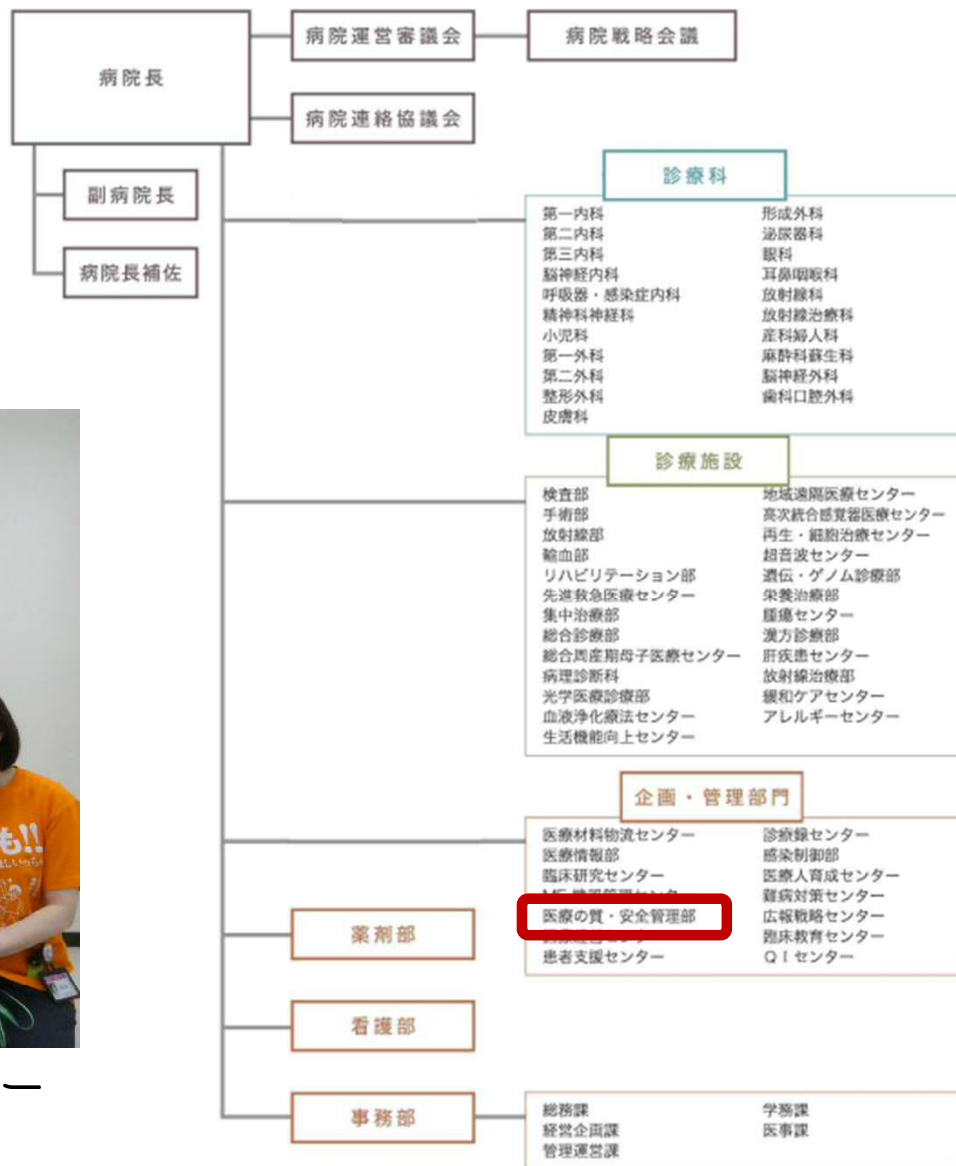 病院長
病院運営審議会
病院戦略会議
病院連絡協議会
副病院長
病院長補佐
診療科
第一内科
第二内科
第三内科
脳神経内科
呼吸器・感染症内科
精神科神経科
小児科
第一外科
第二外科
整形外科
皮膚科
形成外科
泌尿器科
眼科
耳鼻咽喉科
放射線科
放射線治療科
産科婦人科
麻酔科蘇生科
脳神経外科
歯科口腔外科
診療施設
検査部
手術部
放射線部
輸血部
リハビリテーション部
先進救急医療センター
集中治療部
総合診療部
総合周産期母子医療センター
病理診断科
光学医療診療部
血液浄化療法センター
生活機能向上センター
地域遠隔医療センター
高次統合感覚器医療センター
再生・細胞治療センター
超音波センター
遺伝・ゲノム診療部
栄養治療部
腫瘍センター
漢方診療部
肝疾患センター
放射線治療部
緩和ケアセンター
アレルギーセンター
企画・管理部門
医療材料物流センター
医療情報部
臨床研究センター
医療の質・安全管理部
患者支援センター
診療録センター
感染制御部
医療人育成センター
難病対策センター
広報戦略センター
臨床教育センター
QIセンター
薬剤部
看護部
事務部
総務課
経営企画課
管理運営課
学務課
医事課
も!!
ー